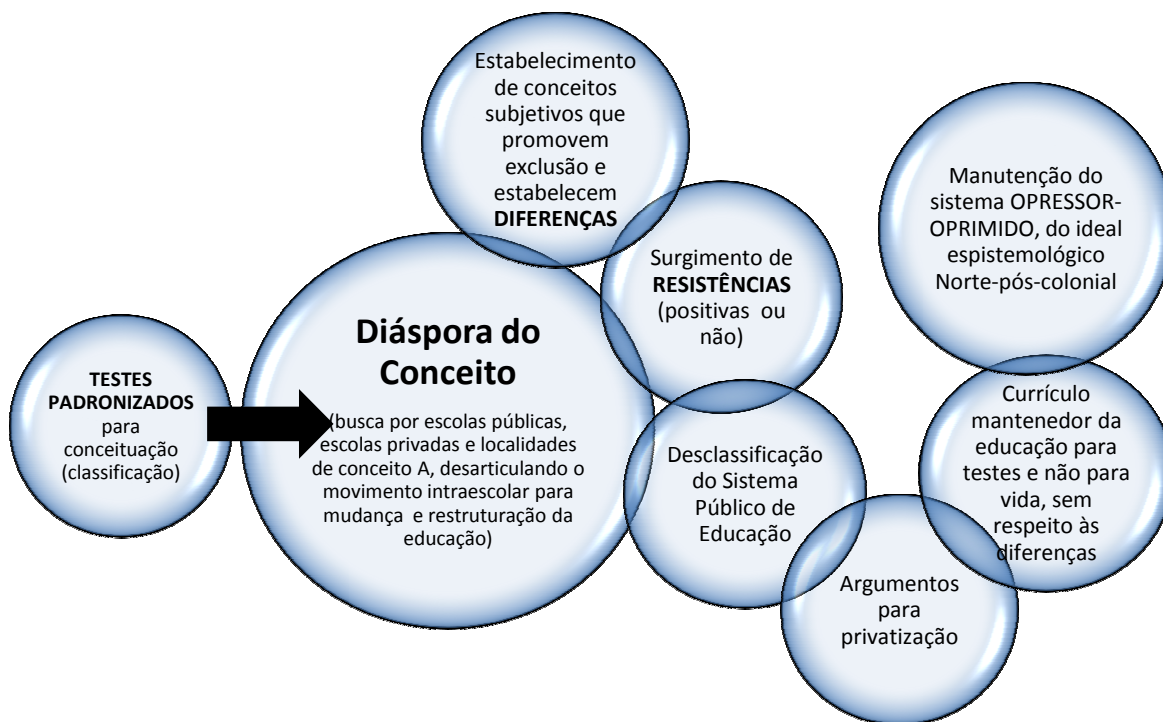 TESTES
PADRONIZADOS
para
conceituação
(classificação)
Diáspora do
Conceito
(busca por escolas públicas,
escolas privadas e localidades
de conceito A, desarticulando o
movimento intraescolar para
mudança e restruturação da
educação)
Estabelecimento
de conceitos
subjetivos que
promovem
exclusão e
estabelecem
DIFERENÇAS
Surgimento de
RESISTÊNCIAS
(positivas ou
não)
Desclassificação
do Sistema
Público de
Educação
Argumentos
para
privatização
Currículo
mantenedor da
educação para
testes e não para
vida, sem
respeito às
diferenças
Manutenção do
sistema OPRESSOR-
OPRIMIDO, do ideal
espistemológico
Norte-pós-colonial